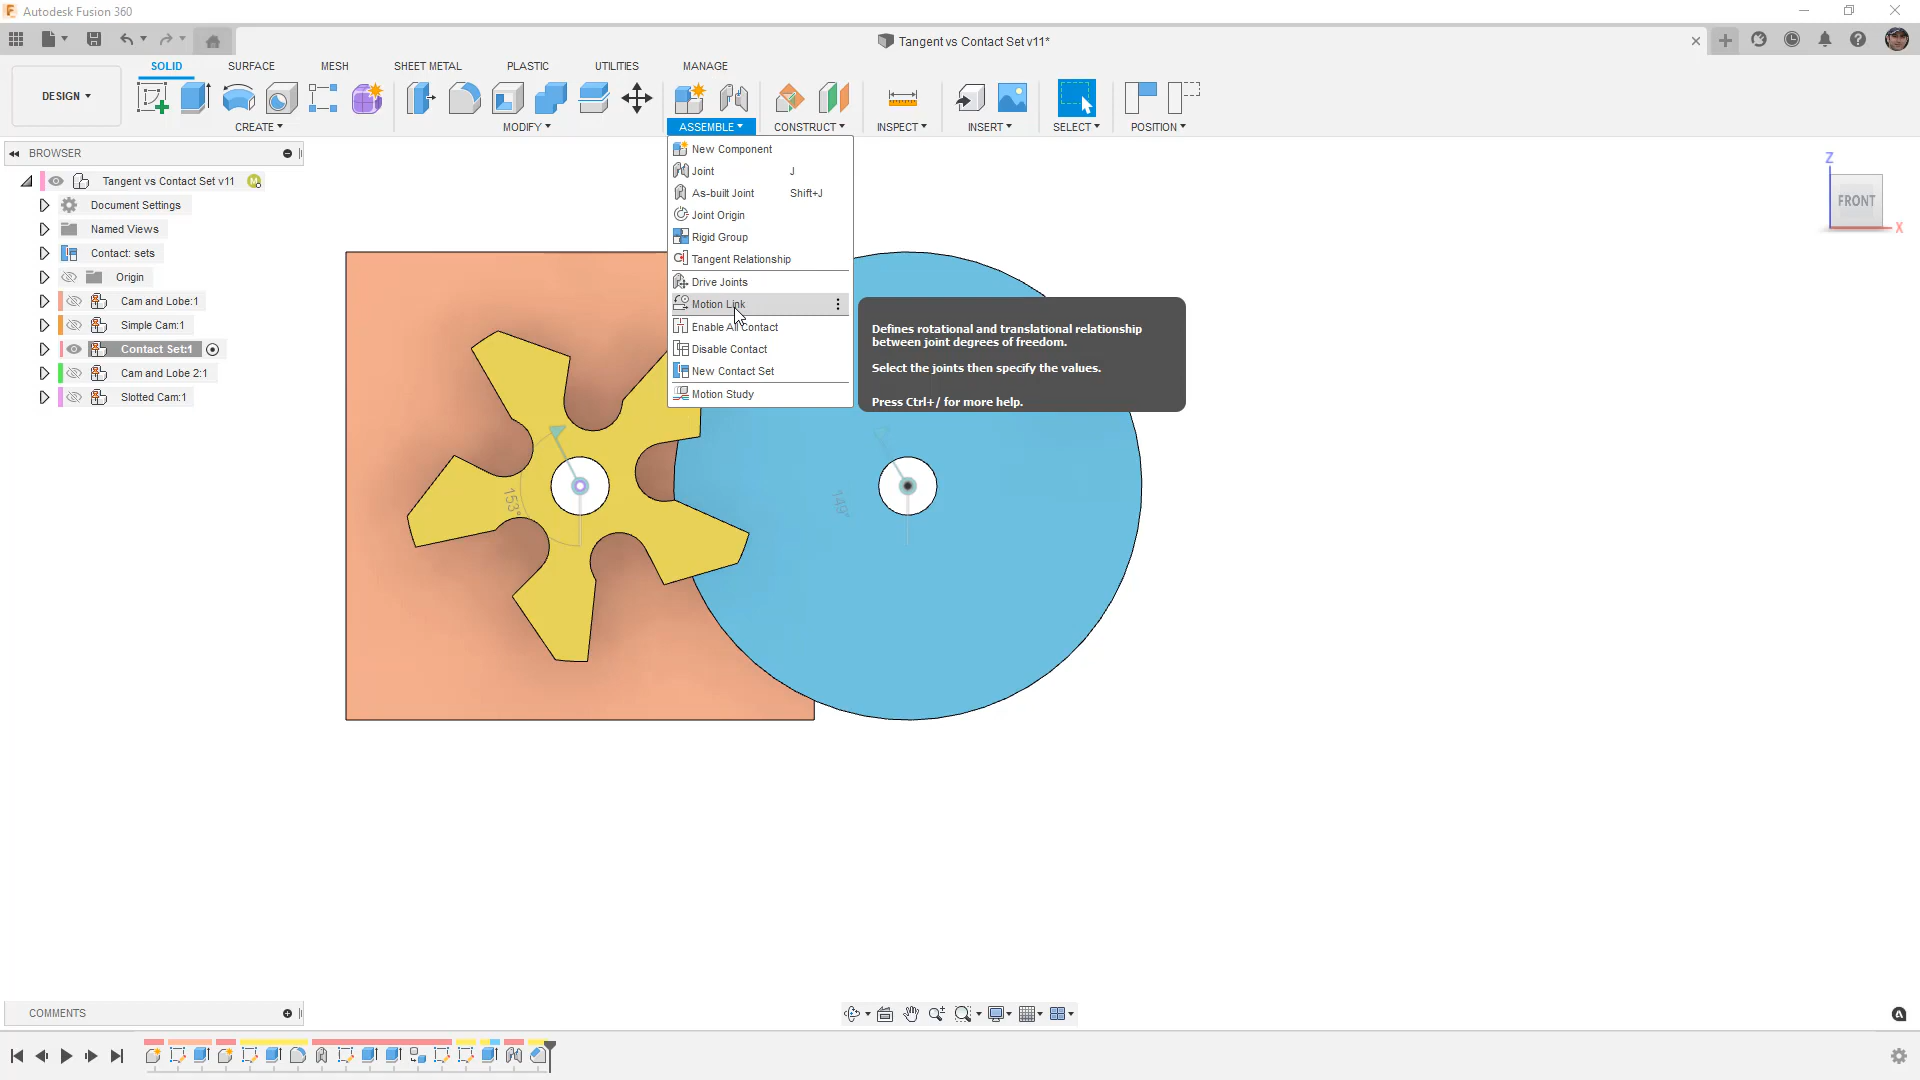 Autodesk Fusion 360
Tangent vs Contact Set v11*
SOLID
SURFACE
MESH
SHEET METAL
PLASTIC
UTILITIES
MANAGE
DESIGN
CREATE
MODIFY
ASSEMBLE
CONSTRUCT
INSPECT
INSERT
SELECT
POSITION
BROWSER
Tangent vs Contact Set v11
M
Document Settings
Named Views
Contact: sets
Origin
Cam and Lobe:1
Simple Cam:1
Contact Set:1
Cam and Lobe 2:1
Slotted Cam:1
New Component
Joint J
As-built Joint Shift+J
Joint Origin
Rigid Group
Tangent Relationship
Drive Joints
Motion Link
Enable All Contact
Disable Contact
New Contact Set
Motion Study
Defines rotational and translational relationship
between joint degrees of freedom.
Select the joints then specify the values.
Press Ctrl+/ for more help.
Z
FRONT
X
153°
149°
COMMENTS